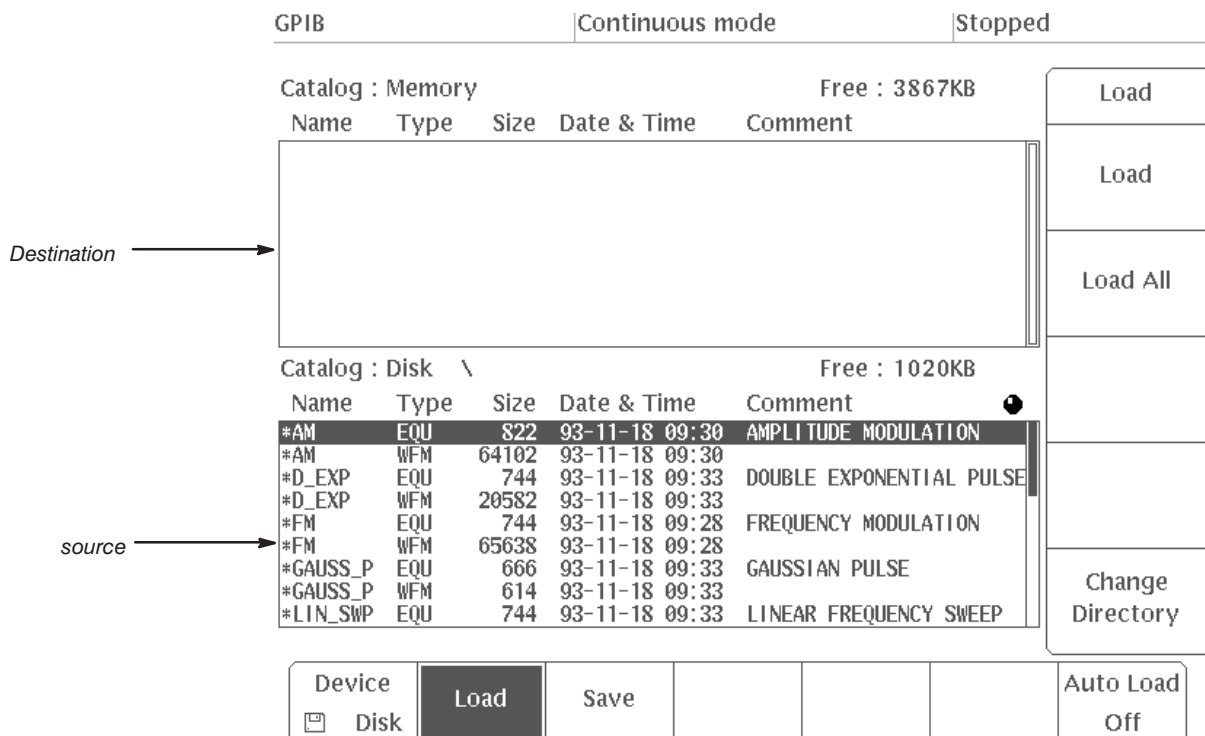 GPIB Continuous mode Stopped
Catalog : Memory Free : 3867KB
Name Type Size Date & Time Comment
Destination
Catalog : Disk \ Free : 1020KB
Name Type Size Date & Time Comment
*AM EQU 822 93-11-18 09:30 AMPLITUDE MODULATION
*AM WFM 64102 93-11-18 09:30
*D_EXP EQU 744 93-11-18 09:33 DOUBLE EXPONENTIAL PULSE
*D_EXP WFM 20582 93-11-18 09:33
*FM EQU 744 93-11-18 09:28 FREQUENCY MODULATION
source
*FM WFM 65638 93-11-18 09:28
*GAUSS_P EQU 666 93-11-18 09:33 GAUSSIAN PULSE
*GAUSS_P WFM 614 93-11-18 09:33
*LIN_SWP EQU 744 93-11-18 09:33 LINEAR FREQUENCY SWEEP
Load
Load
Load All
Change
Directory
Device
Disk
Load
Save
Auto Load
Off